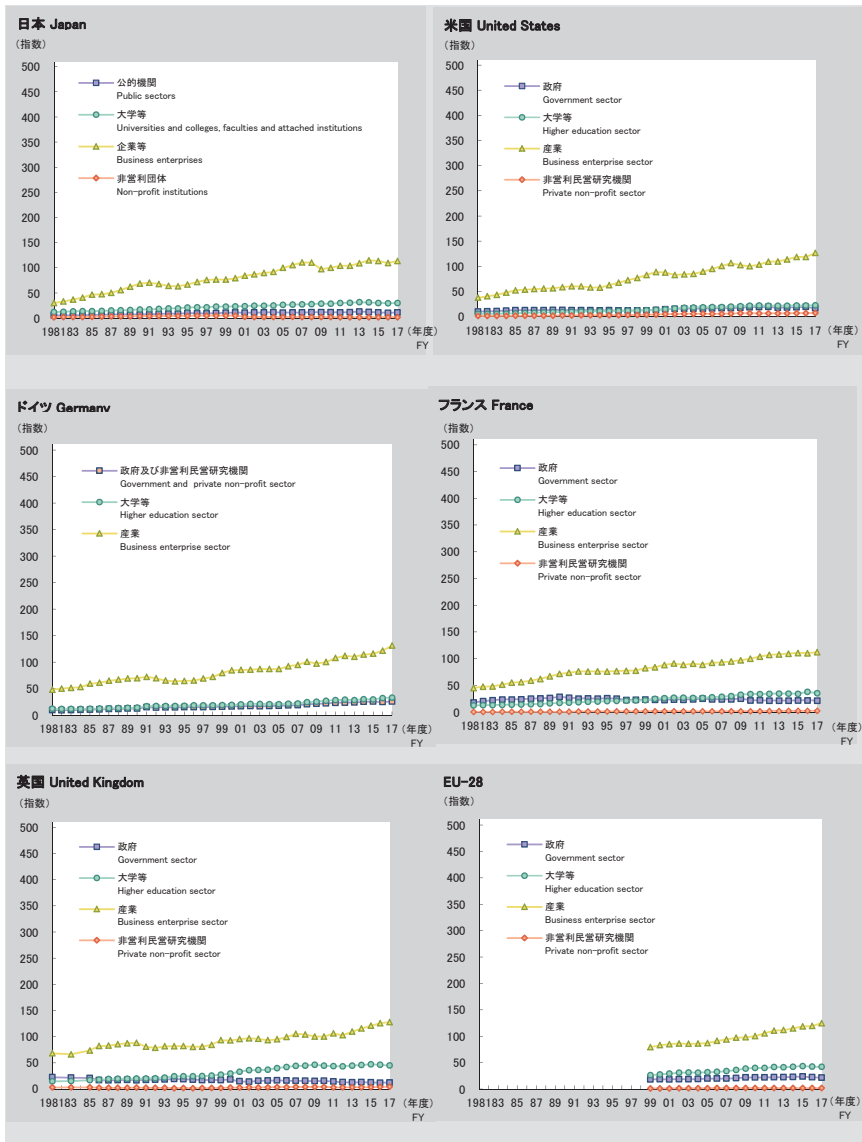 日本 Japan
（指数）
500
450
400
350
300
250
200
150
100
50
0
公的機関
Public sectors
大学等
Universities and colleges, faculties and attached institutions
企業等
Business enterprises
非営利団体
Non-profit institutions
1981 83 85 87 89 91 93 95 97 99 01 03 05 07 09 11 13 15 17 （年度）
FY
米国 United States
（指数）
500
450
400
350
300
250
200
150
100
50
0
政府
Government sector
大学等
Higher education sector
産業
Business enterprise sector
非営利民営研究機関
Private non-profit sector
1981 83 85 87 89 91 93 95 97 99 01 03 05 07 09 11 13 15 17 （年度）
FY
ドイツ Germany
（指数）
500
450
400
350
300
250
200
150
100
50
0
政府及び非営利民営研究機関
Government and private non-profit sector
大学等
Higher education sector
産業
Business enterprise sector
1981 83 85 87 89 91 93 95 97 99 01 03 05 07 09 11 13 15 17 （年度）
FY
フランス France
（指数）
500
450
400
350
300
250
200
150
100
50
0
政府
Government sector
大学等
Higher education sector
産業
Business enterprise sector
非営利民営研究機関
Private non-profit sector
1981 83 85 87 89 91 93 95 97 99 01 03 05 07 09 11 13 15 17 （年度）
FY
英国 United Kingdom
（指数）
500
450
400
350
300
250
200
150
100
50
0
政府
Government sector
大学等
Higher education sector
産業
Business enterprise sector
非営利民営研究機関
Private non-profit sector
1981 83 85 87 89 91 93 95 97 99 01 03 05 07 09 11 13 15 17 （年度）
FY
EU-28
（指数）
500
450
400
350
300
250
200
150
100
50
0
政府
Government sector
大学等
Higher education sector
産業
Business enterprise sector
非営利民営研究機関
Private non-profit sector
1981 83 85 87 89 91 93 95 97 99 01 03 05 07 09 11 13 15 17 （年度）
FY